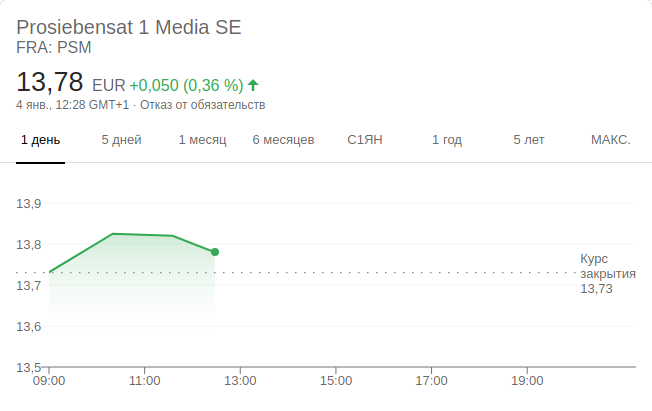 Prosiebensat 1 Media SE
FRA: PSM
13,78 EUR +0,050 (0,36 %)
4 янв., 12:28 GMT+1 · Отказ от обязательств
1 день 5 дней 1 месяц 6 месяцев С1ЯН 1 год 5 лет МАКС.
13,9
13,8
13,7
13,6
13,5
Курс
закрытия
13,73
09:00 11:00 13:00 15:00 17:00 19:00